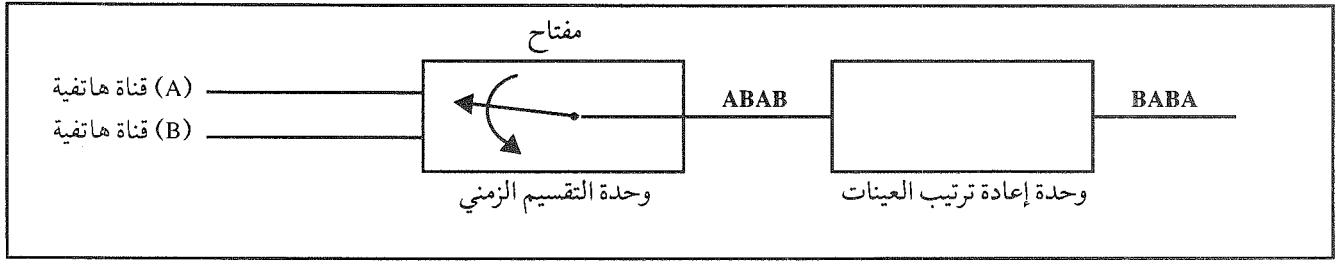 مفتاح
(A) قناة هاتفية
ABAB
BABA
(B) قناة هاتفية
وحدة التقسيم الزمني
وحدة إعادة ترتيب العينات